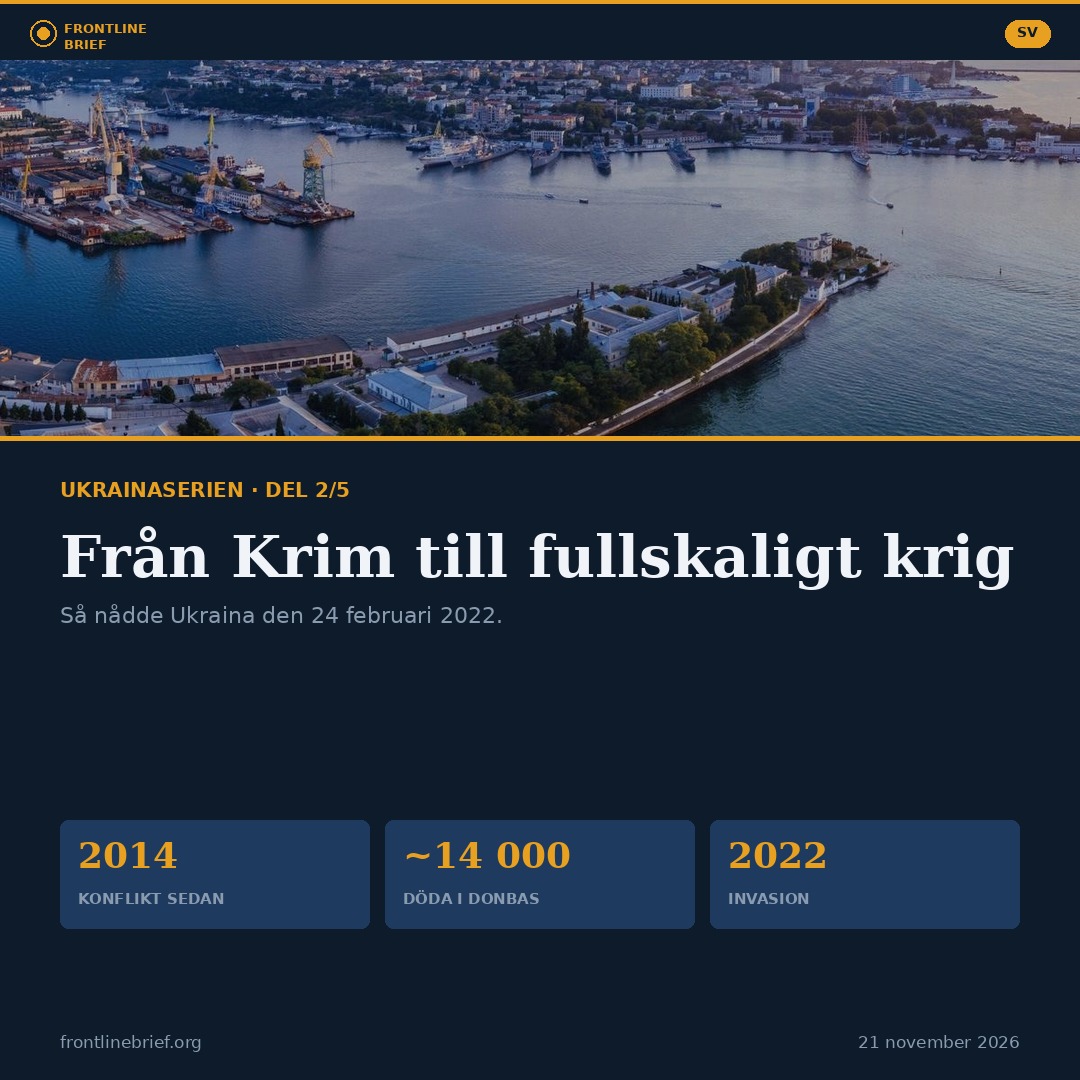 FRONTLINE
BRIEF
SV
UKRAINASERIEN · DEL 2/5
Från Krim till fullskaligt krig
Så nådde Ukraina den 24 februari 2022.
2014
KONFLIKT SEDAN
~14 000
DÖDA I DONBAS
2022
INVASION
frontlinebrief.org
21 november 2026